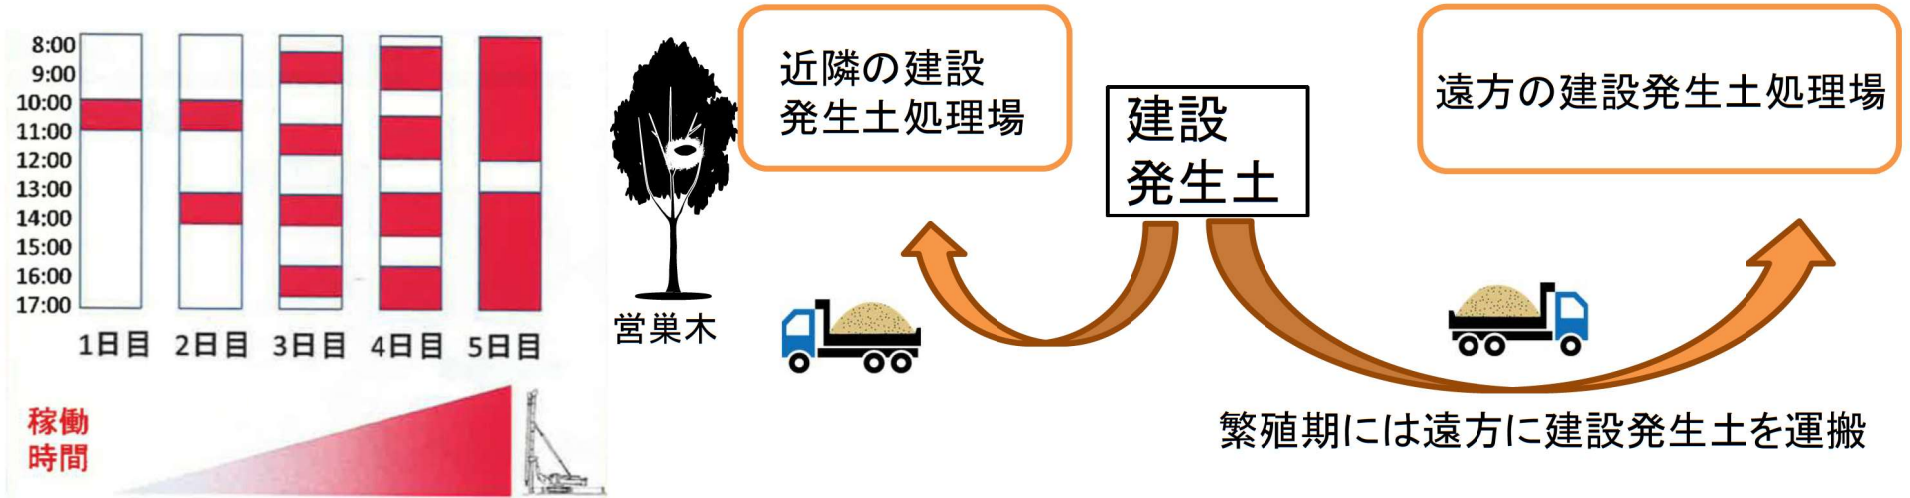 8:00
9:00
10:00
11:00
12:00
13:00
14:00
15:00
16:00
17:00
1日目 2日目 3日目 4日目 5日目
稼働
時間
営巣木
近隣の建設
発生土処理場
建設
発生土
遠方の建設発生土処理場
繁殖期には遠方に建設発生土を運搬